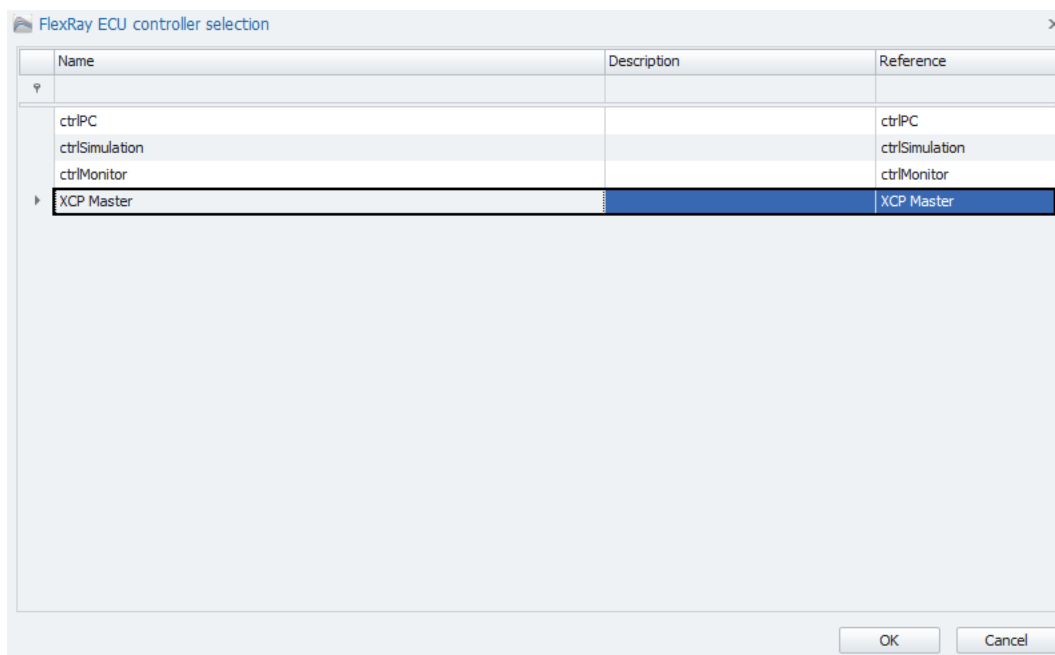 FlexRay ECU controller selection
Name Description Reference
ctrlPC ctrlPC
ctrlSimulation ctrlSimulation
ctrlMonitor ctrlMonitor
XCP Master XCP Master
OK Cancel